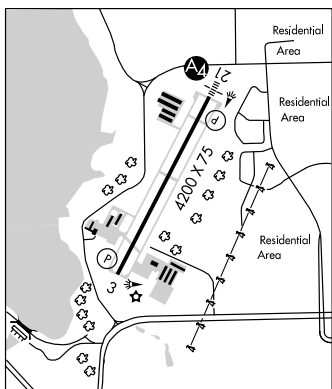 Residential
Area
A4
21
Residential
Area
P
4200 X 75
Residential
Area
P
3